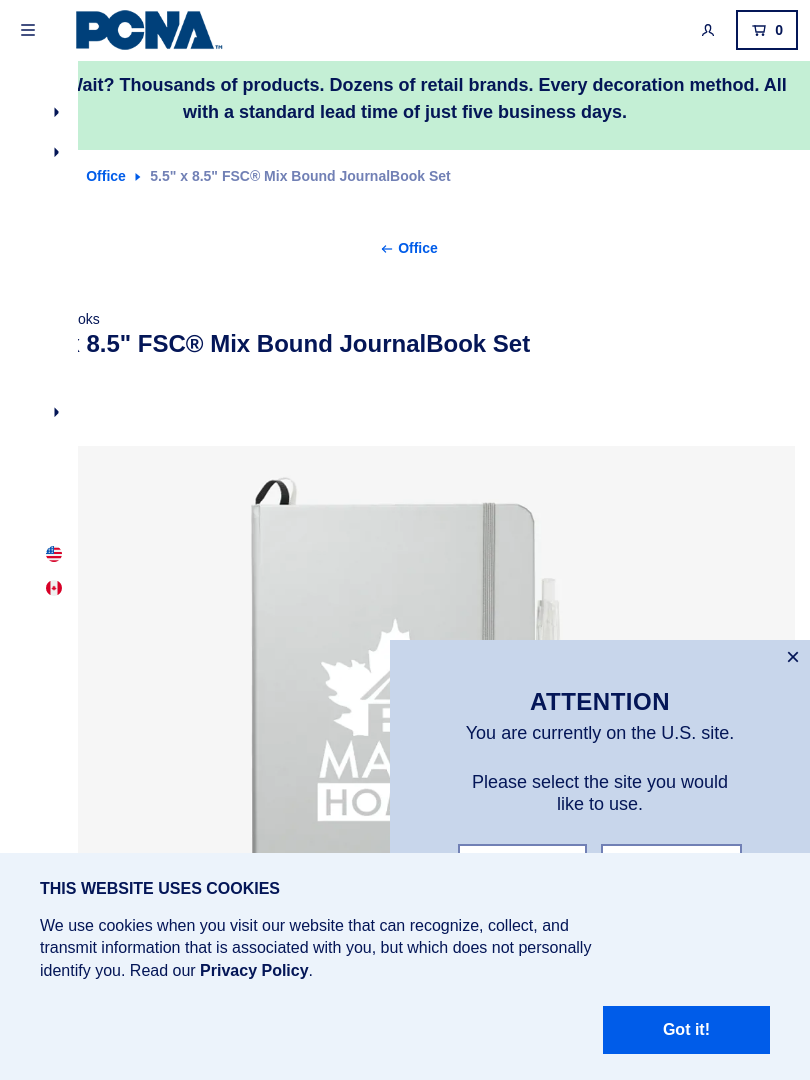 PCNA™
0
Wait? Thousands of products. Dozens of retail brands. Every decoration method. All
with a standard lead time of just five business days.
Office
5.5" x 8.5" FSC® Mix Bound JournalBook Set
Office
x 8.5" FSC® Mix Bound JournalBook Set
ATTENTION
You are currently on the U.S. site.
Please select the site you would
like to use.
THIS WEBSITE USES COOKIES
We use cookies when you visit our website that can recognize, collect, and
transmit information that is associated with you, but which does not personally
identify you. Read our Privacy Policy.
Got it!